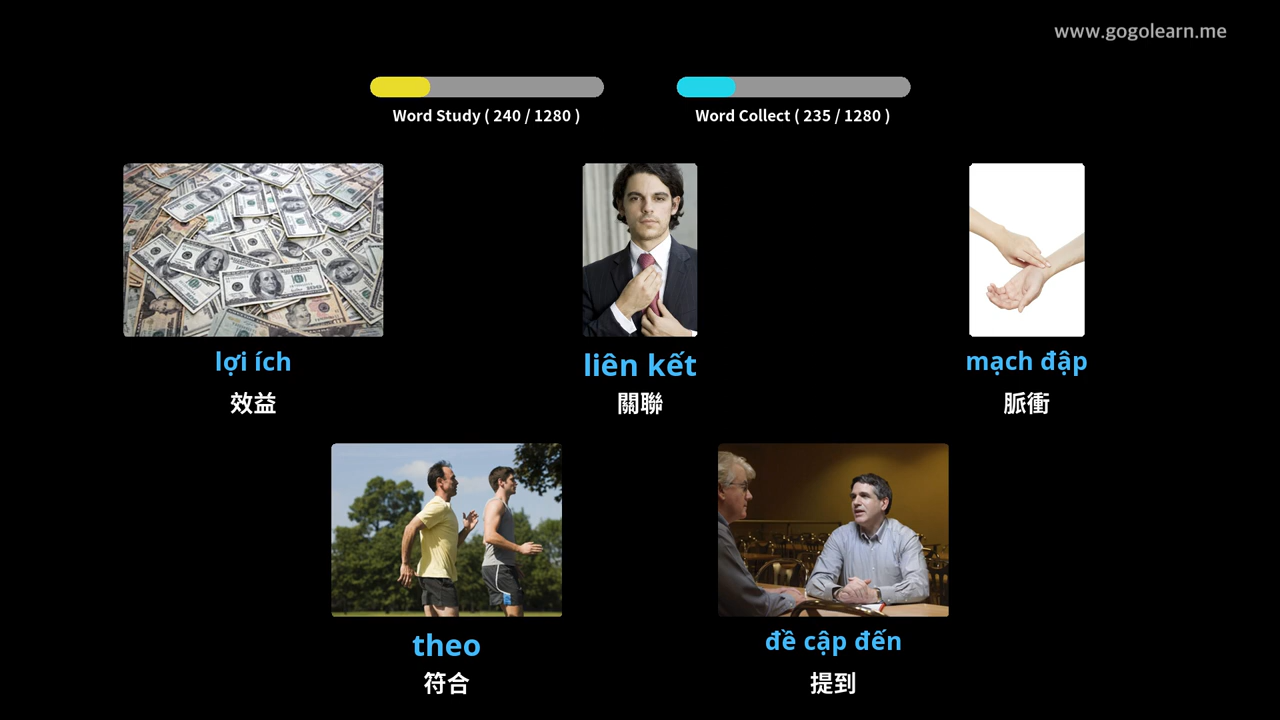 www.gogolearn.me
Word Study ( 240 / 1280 )
Word Collect ( 235 / 1280 )
lợi ích
效益
liên kết
關聯
mạch đập
脈衝
theo
符合
đề cập đến
提到